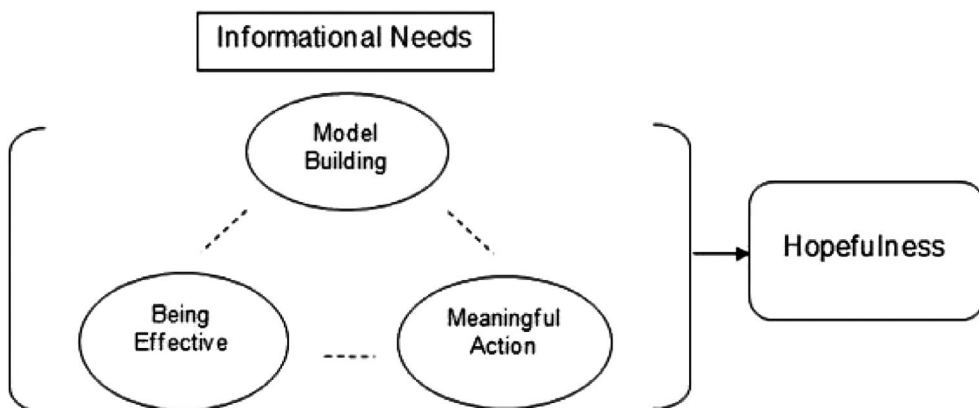 Informational Needs
Model
Building
Being
Effective
Meaningful
Action
Hopefulness